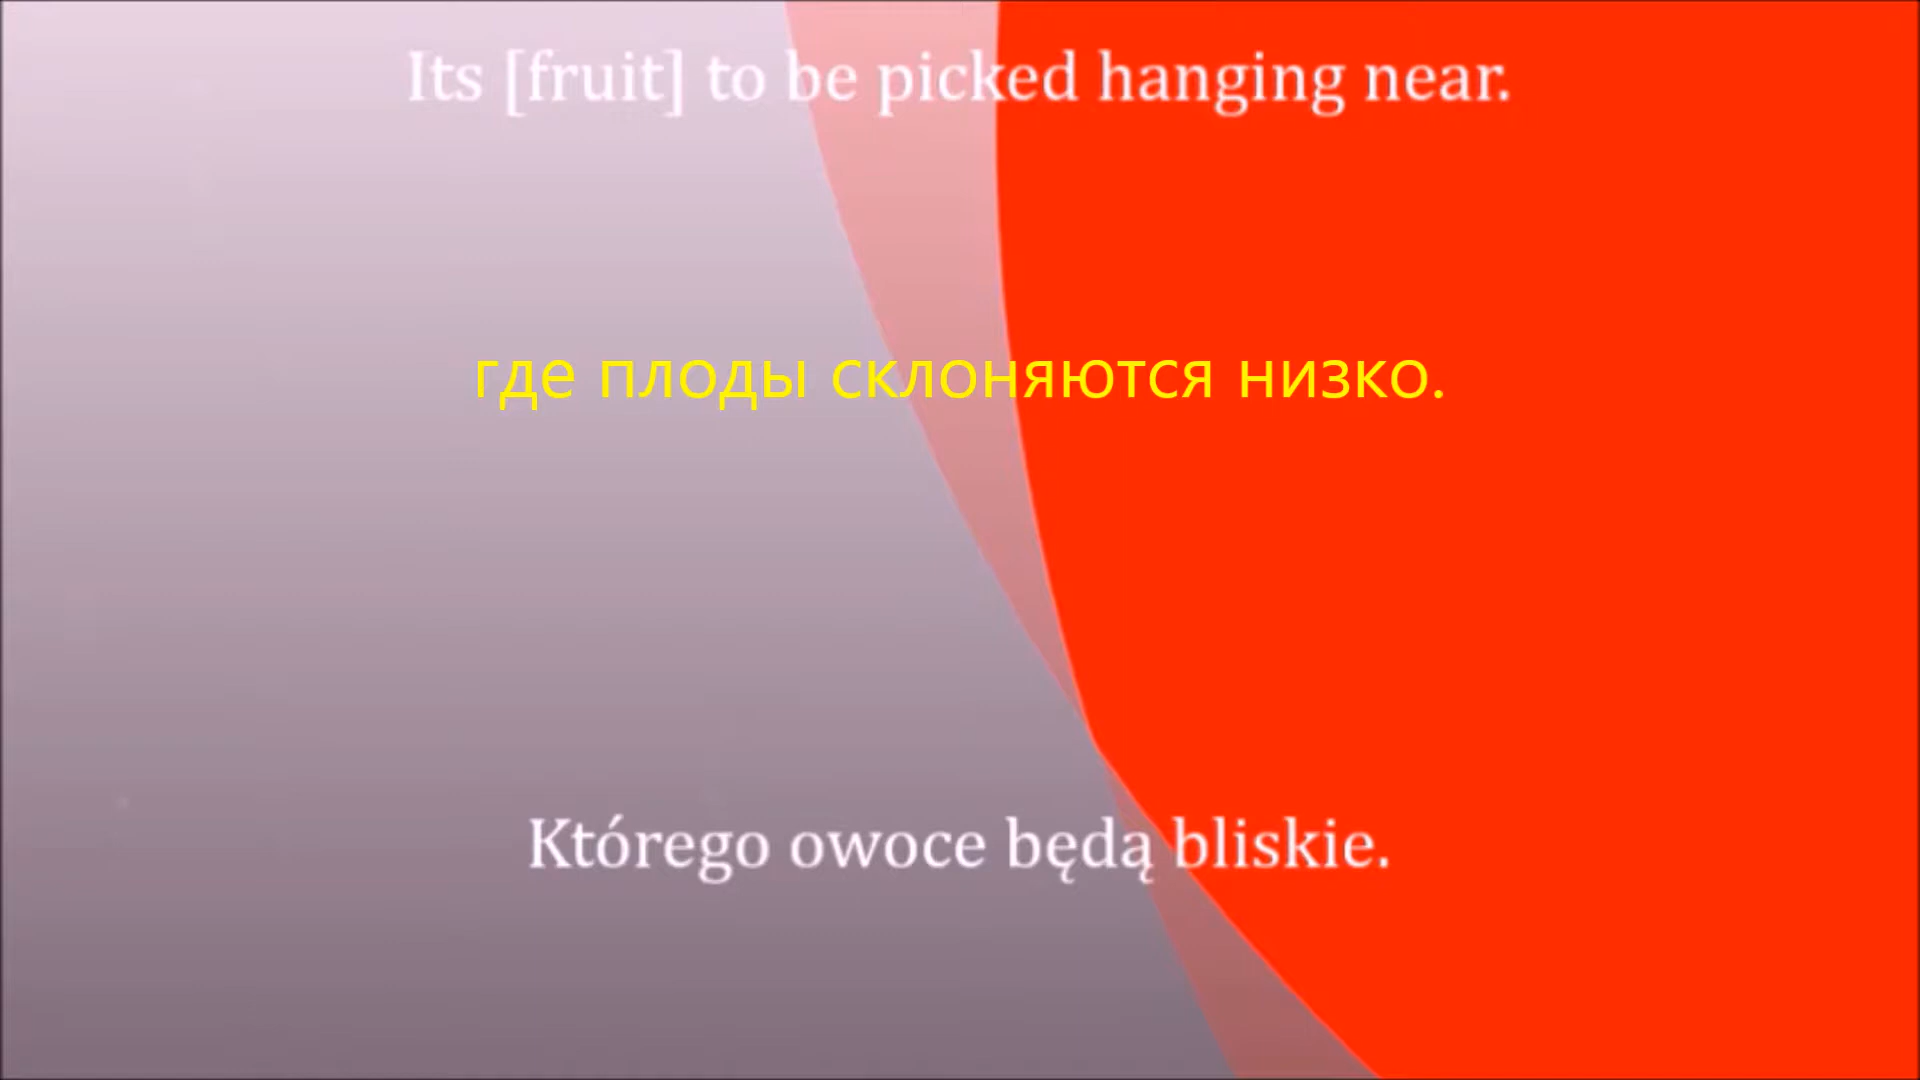 Its [fruit] to be picked hanging near.
где плоды склоняются низко.
Którego owoce będą bliskie.